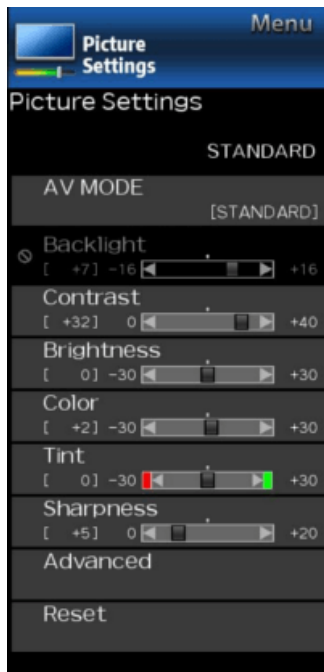 Menu
Picture
Settings
Picture Settings
STANDARD
AV MODE
[STANDARD]
Backlight
[ +7] -16 +16
Contrast
[ +32] 0 +40
Brightness
[ 0] -30 +30
Color
[ +2] -30 +30
Tint
[ 0] -30 +30
Sharpness
[ +5] 0 +20
Advanced
Reset